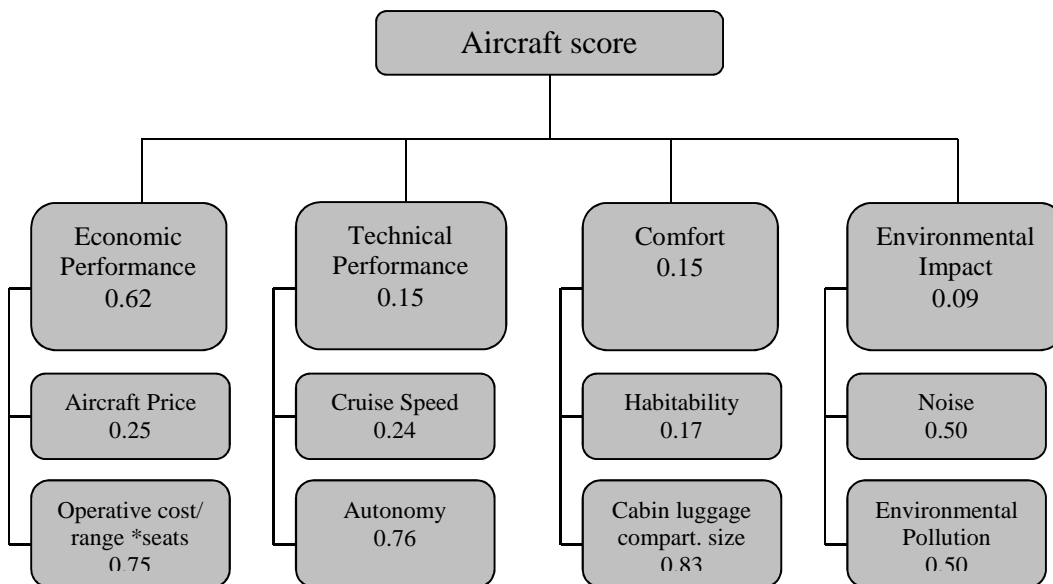 Aircraft score
Economic
Performance
0.62
Technical
Performance
0.15
Comfort
0.15
Environmental
Impact
0.09
Aircraft Price
0.25
Cruise Speed
0.24
Habitability
0.17
Noise
0.50
Operative cost/
range *seats
0.75
Autonomy
0.76
Cabin luggage
compart. size
0.83
Environmental
Pollution
0.50